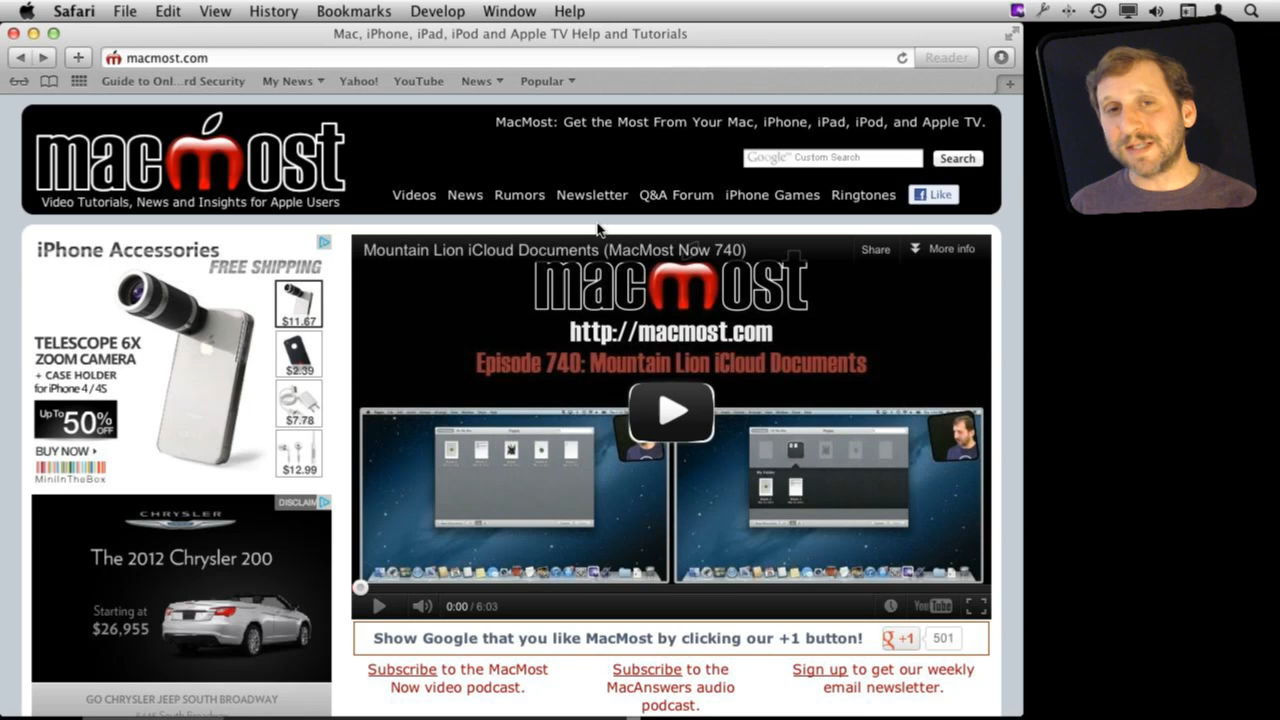 Safari File Edit View History Bookmarks Develop Window Help
Mac, iPhone, iPad, iPod and Apple TV Help and Tutorials
macmost.com
Reader
Guide to Onl...rd Security My News Yahoo! YouTube News Popular
macmost
Video Tutorials, News and Insights for Apple Users
MacMost: Get the Most From Your Mac, iPhone, iPad, iPod, and Apple TV.
Google™ Custom Search
Search
Videos News Rumors Newsletter Q&A Forum iPhone Games Ringtones Like
iPhone Accessories
FREE SHIPPING
TELESCOPE 6X
ZOOM CAMERA
+ CASE HOLDER
for iPhone 4 / 4S
Up To 50% OFF
BUY NOW
MiniInTheBox
$11.67
$2.39
$7.78
$12.99
DISCLAIM
CHRYSLER
The 2012 Chrysler 200
Starting at
$26,955
GO CHRYSLER JEEP SOUTH BROADWAY
Mountain Lion iCloud Documents (MacMost Now 740)
Share
More info
macmost
http://macmost.com
Episode 740: Mountain Lion iCloud Documents
0:00 / 6:03
YouTube
Show Google that you like MacMost by clicking our +1 button!
g +1
501
Subscribe to the MacMost
Now video podcast.
Subscribe to the
MacAnswers audio
podcast.
Sign up to get our weekly
email newsletter.